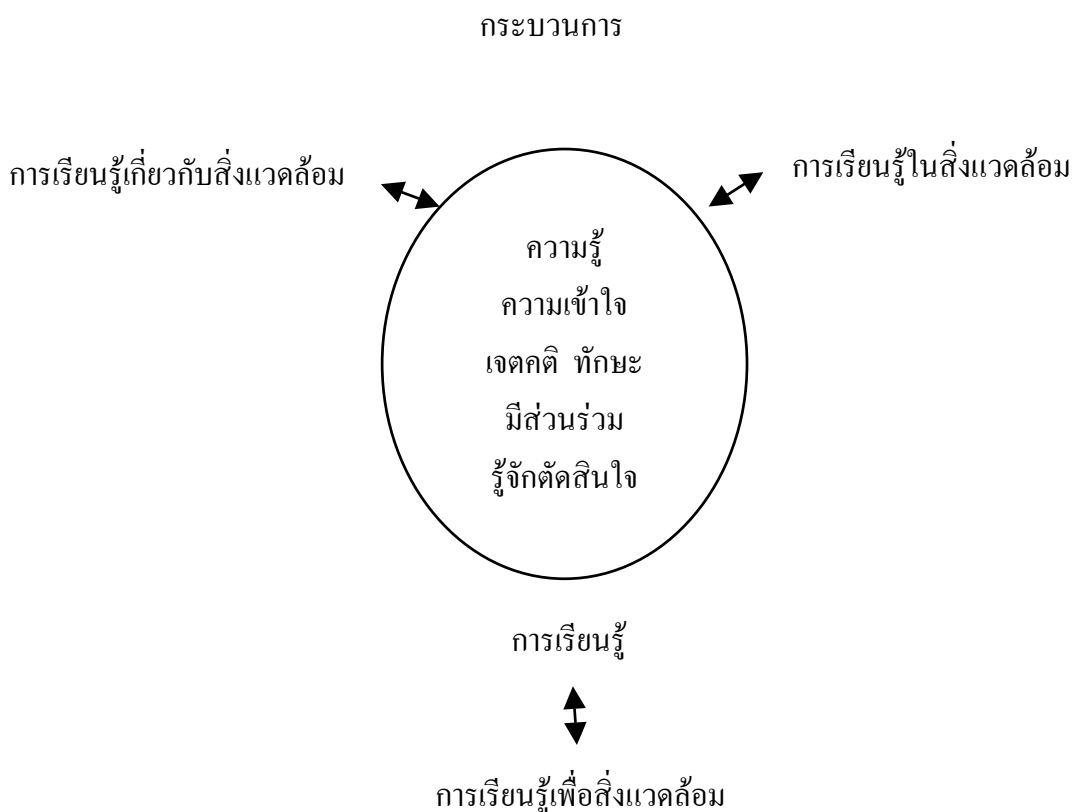 กระบวนการ
การเรียนรู้เกี่ยวกับสิ่งแวดล้อม
การเรียนรู้ในสิ่งแวดล้อม
ความรู้
ความเข้าใจ
เจตคติ ทักษะ
มีส่วนร่วม
รู้จักตัดสินใจ
การเรียนรู้
การเรียนรู้เพื่อสิ่งแวดล้อม